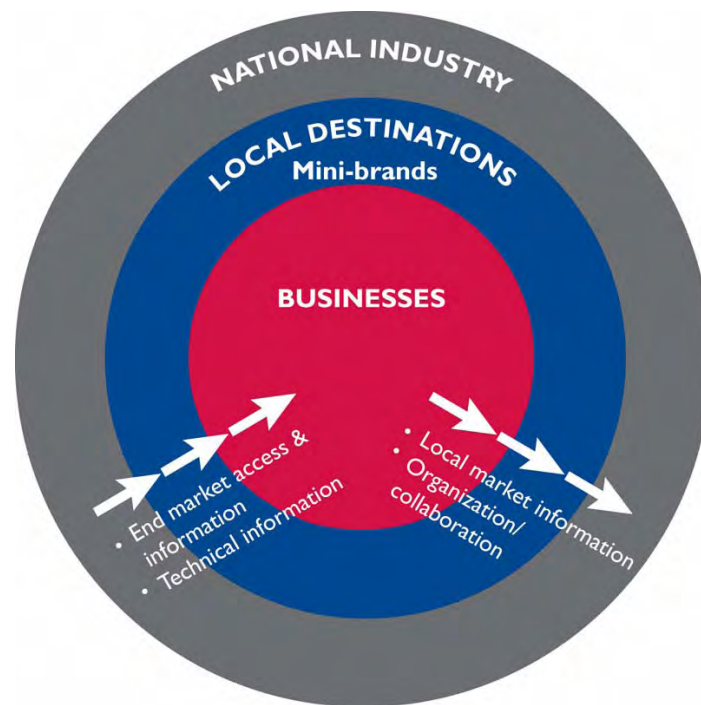 NATIONAL INDUSTRY
LOCAL DESTINATIONS
Mini-brands
BUSINESSES
• End market access &
information
• Technical information
• Local market information
• Organization/
collaboration